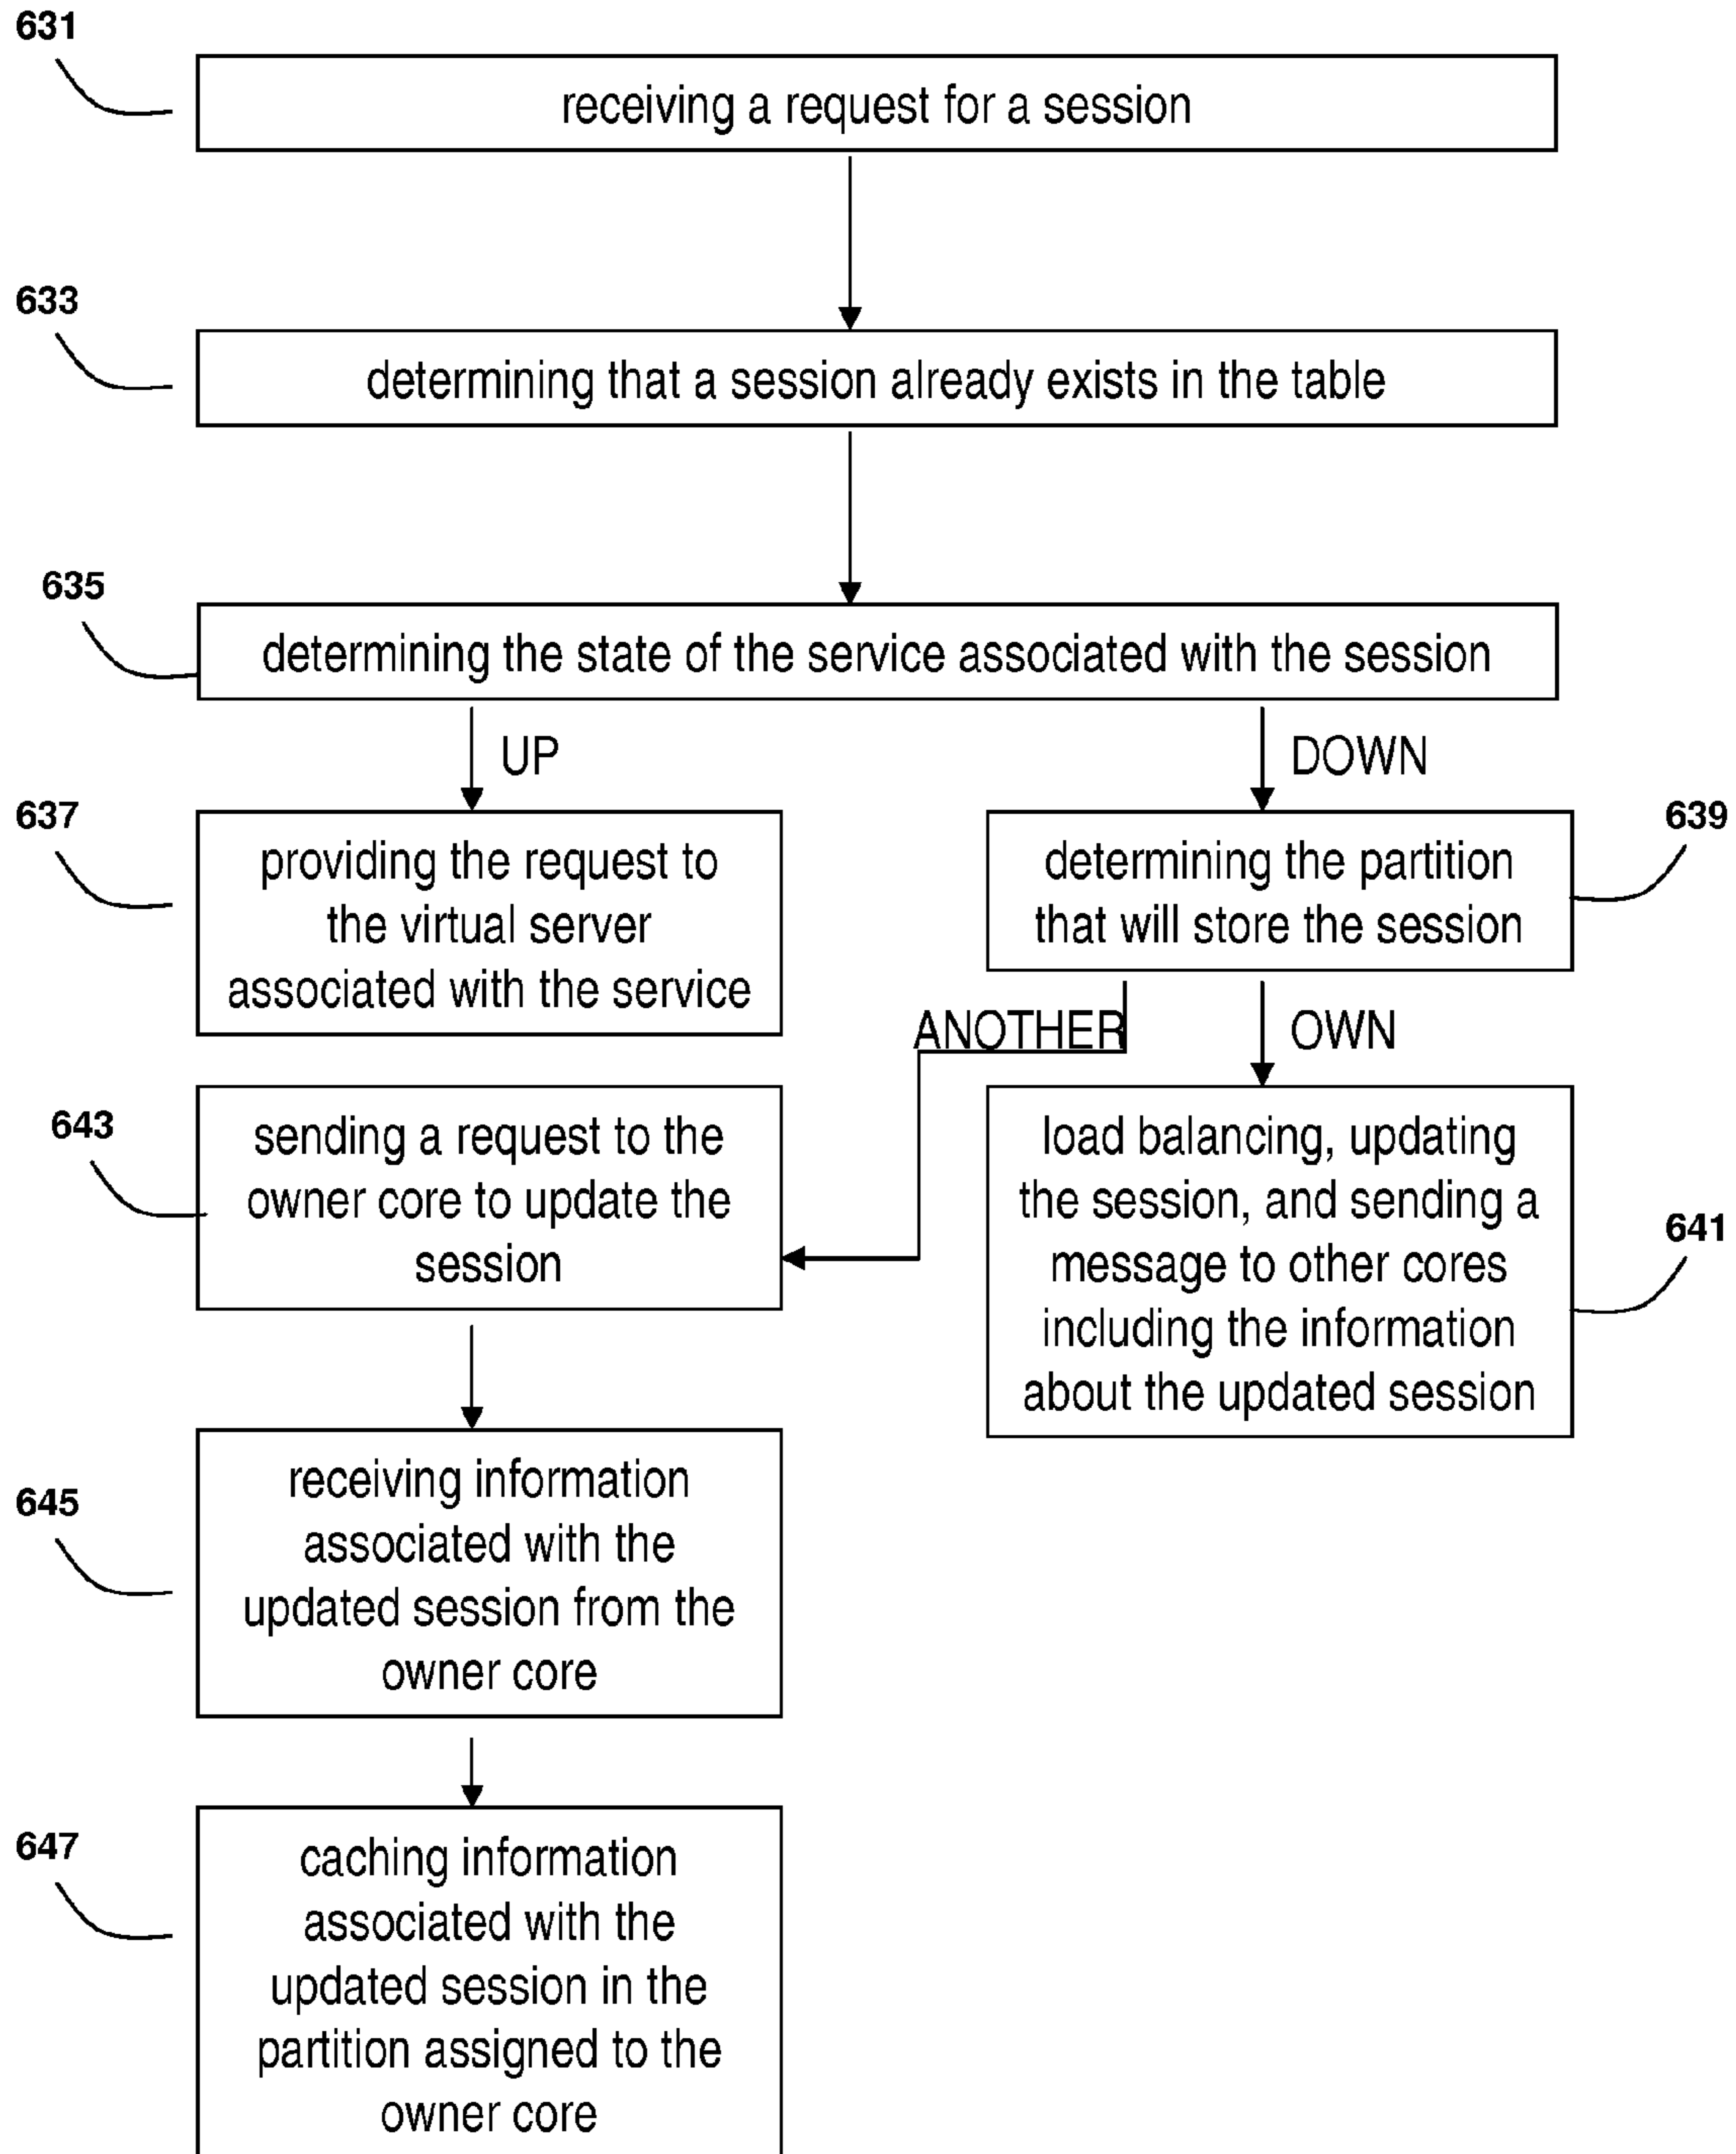 631
receiving a request for a session
633
determining that a session already exists in the table
635
determining the state of the service associated with the session
UP
DOWN
637
providing the request to
the virtual server
associated with the service
639
determining the partition
that will store the session
ANOTHER
OWN
643
sending a request to the
owner core to update the
session
load balancing, updating
the session, and sending a
message to other cores
including the information
about the updated session
641
645
receiving information
associated with the
updated session from the
owner core
647
caching information
associated with the
updated session in the
partition assigned to the
owner core